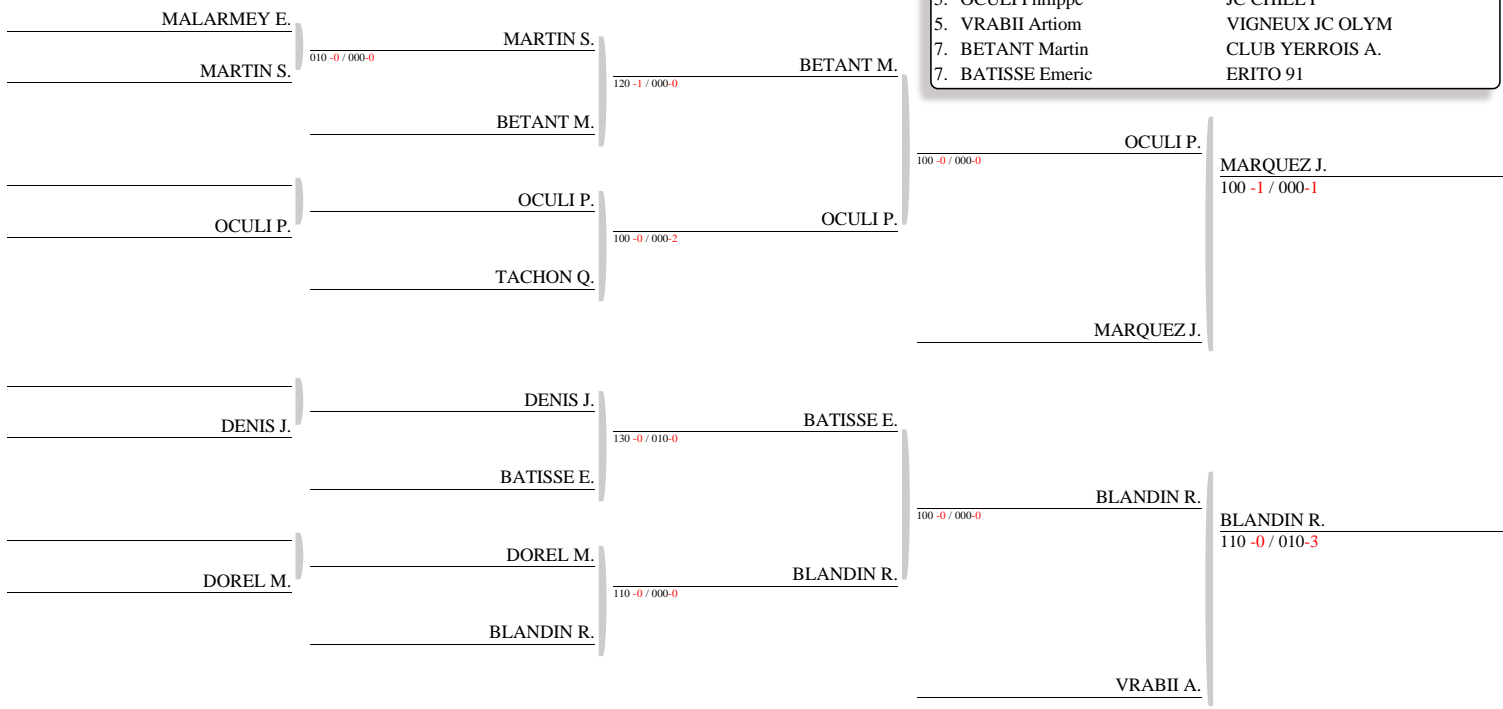 5. VRABII Artiom VIGNEUX JC OLYM
7. BETANT Martin CLUB YERROIS A.
7. BATISSE Emeric ERITO 91
MALARMEY E.
MARTIN S.
010 -0 / 000-0
MARTIN S.
BETANT M.
120 -1 / 000-0
BETANT M.
OCULI P.
OCULI P.
TACHON Q.
100 -0 / 000-2
OCULI P.
100 -0 / 000-0
OCULI P.
MARQUEZ J.
MARQUEZ J.
100 -1 / 000-1
DENIS J.
DENIS J.
BATISSE E.
130 -0 / 010-0
BATISSE E.
DOREL M.
DOREL M.
BLANDIN R.
110 -0 / 000-0
BLANDIN R.
100 -0 / 000-0
BLANDIN R.
VRABII A.
BLANDIN R.
110 -0 / 010-3